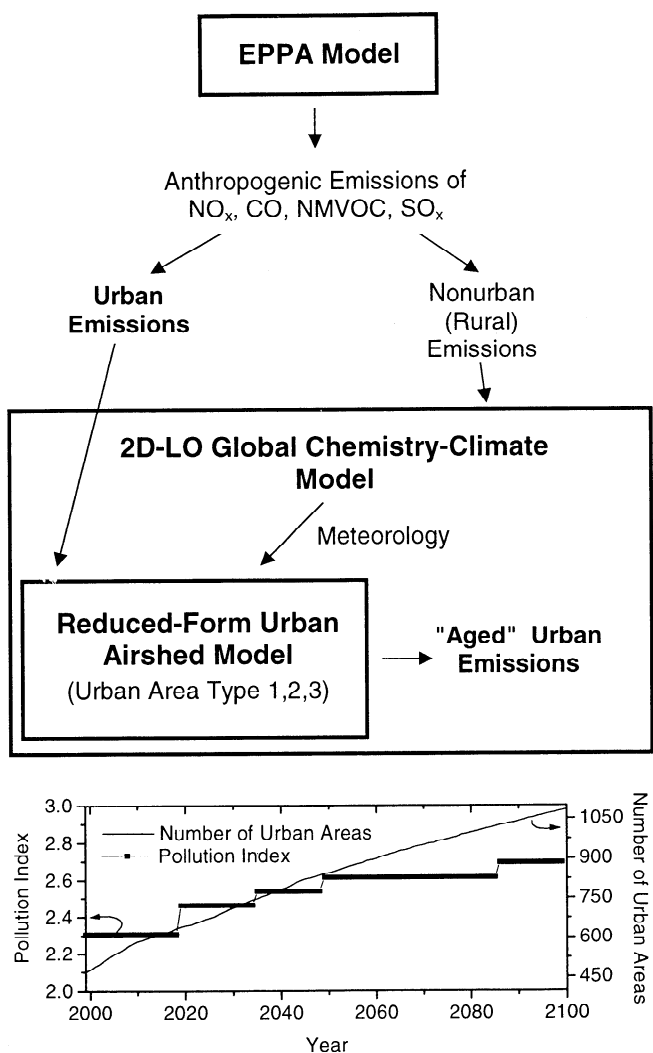 EPPA Model
Anthropogenic Emissions of
NOx, CO, NMVOC, SOx
Urban
Emissions
Nonurban
(Rural)
Emissions
2D-LO Global Chemistry-Climate
Model
Meteorology
Reduced-Form Urban
Airshed Model
(Urban Area Type 1,2,3)
"Aged" Urban
Emissions
Number of Urban Areas
Pollution Index
3.0
2.8
2.6
2.4
2.2
2.0
Pollution Index
1050
900
750
600
450
Number of Urban Areas
2000 2020 2040 2060 2080 2100
Year